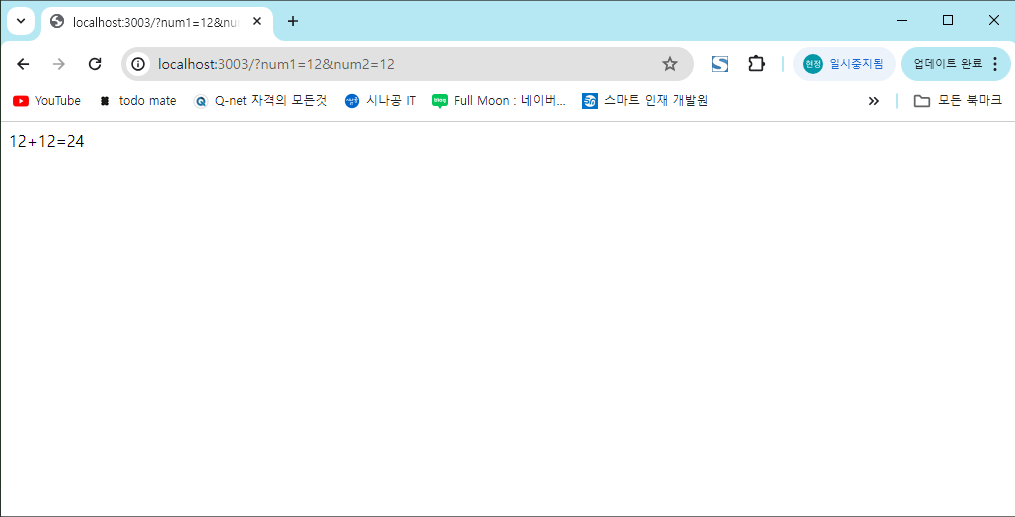 localhost:3003/?num1=12&nu
localhost:3003/?num1=12&num2=12
현정 일시중지됨 업데이트 완료
YouTube todo mate Q-net 자격의 모든것 시나공 IT blog Full Moon : 네이버... 스마트 인재 개발원 모든 북마크
12+12=24